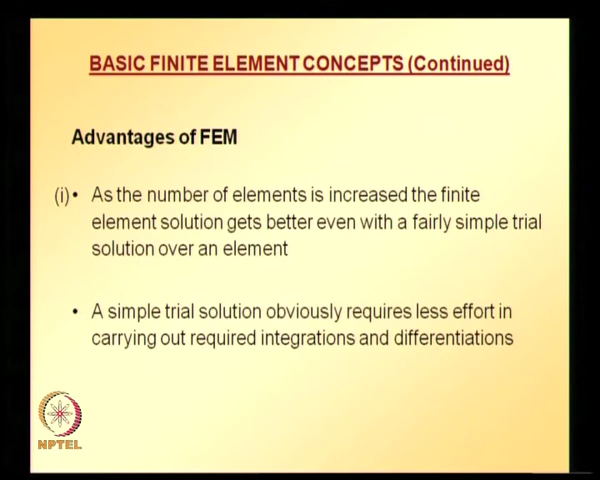 BASIC FINITE ELEMENT CONCEPTS (Continued)
Advantages of FEM
(i) • As the number of elements is increased the finite
element solution gets better even with a fairly simple trial
solution over an element
• A simple trial solution obviously requires less effort in
carrying out required integrations and differentiations
NPTEL